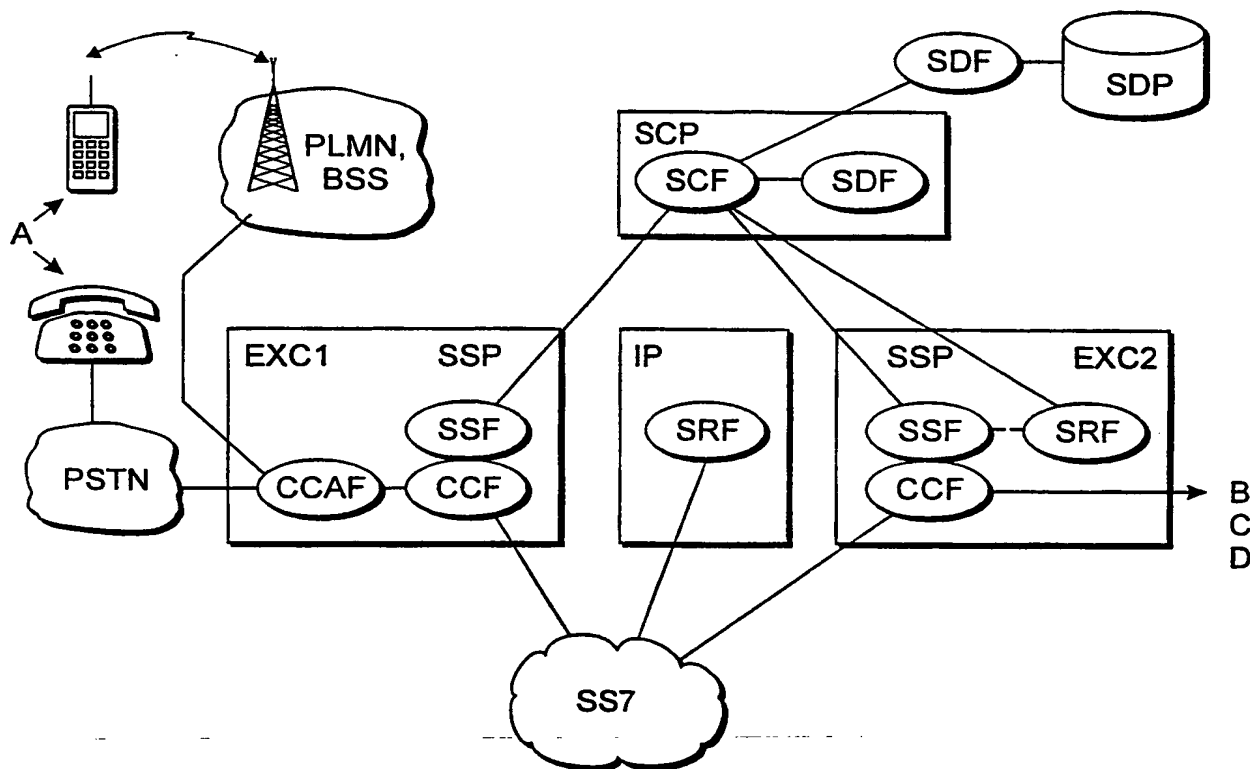 SDF
SDP
SCP
PLMN,
BSS
SCF
SDF
A
EXC1
SSP
IP
SSP
EXC2
SSF
SRF
SSF
SRF
PSTN
CCAF
CCF
CCF
B
C
D
SS7